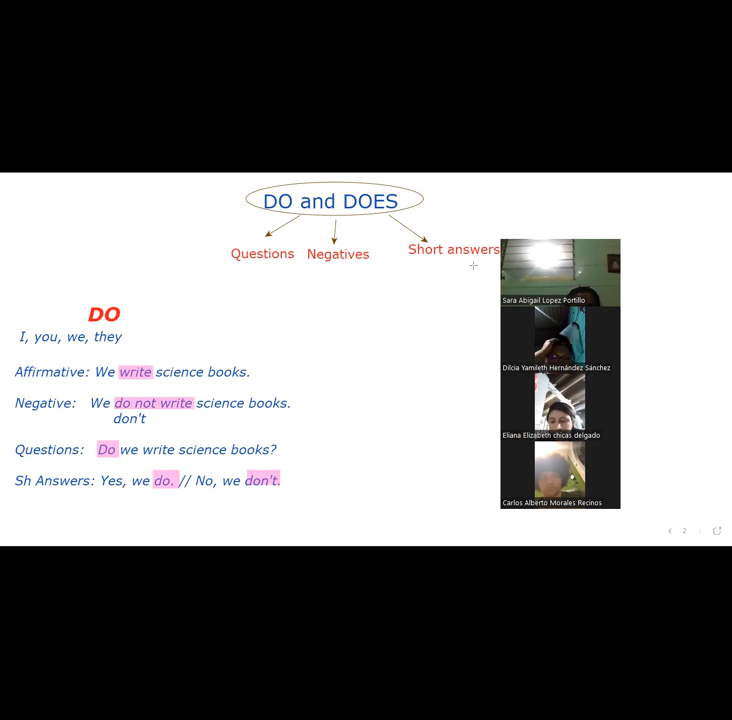 DO and DOES
Questions
Negatives
Short answers
DO
I, you, we, they
Affirmative: We write science books.
Negative: We do not write science books.
don't
Questions: Do we write science books?
Sh Answers: Yes, we do. // No, we don't.
Sara Abigail Lopez Portillo
Dilcia Yamileth Hernández Sánchez
Eliana Elizabeth chicas delgado
Carlos Alberto Morales Recinos
2